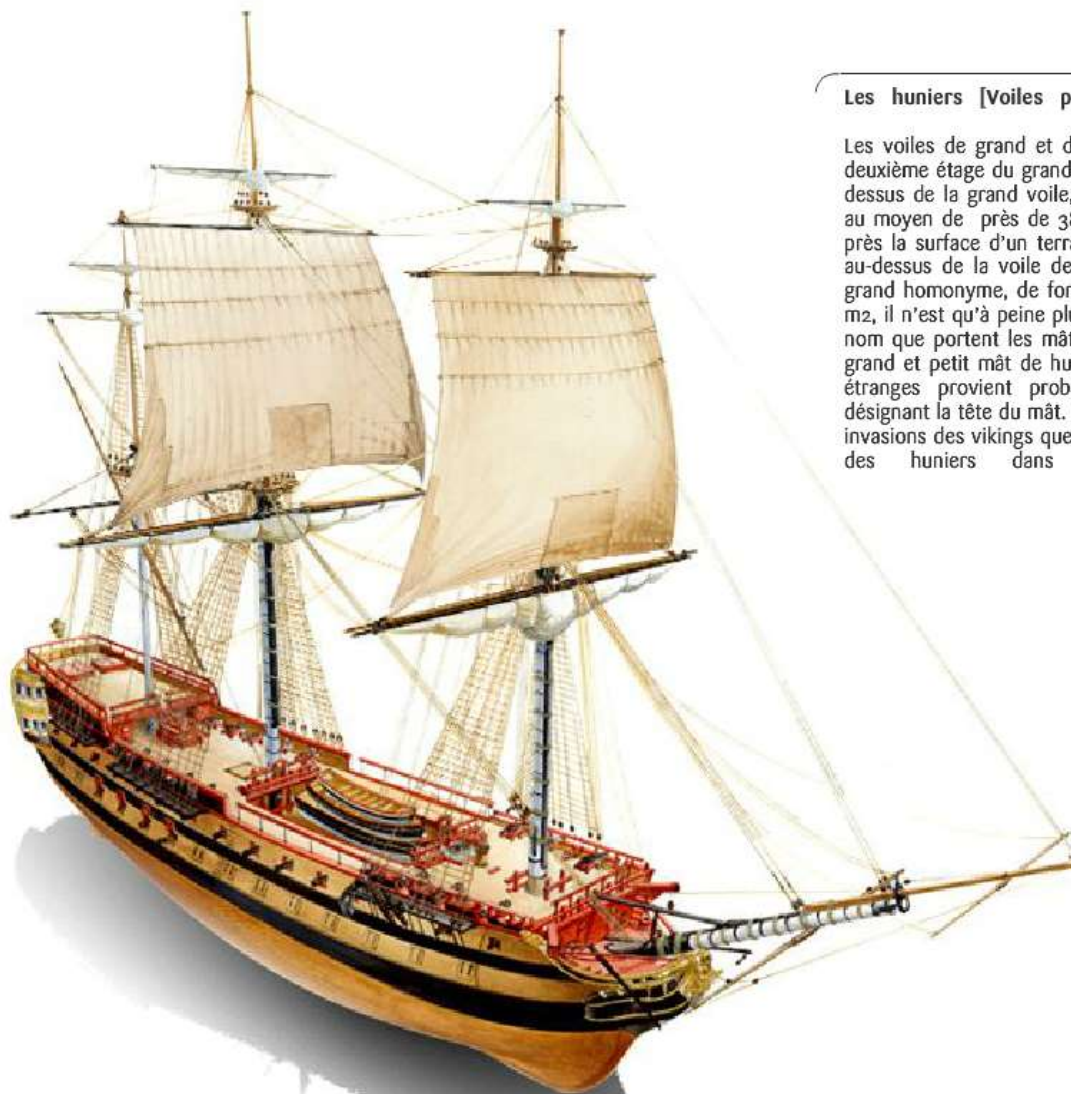 Les huniers [Voiles p
Les voiles de grand et d
deuxième étage du grand
dessus de la grand voile,
au moyen de près de 38
près la surface d'un terra
au-dessus de la voile de
grand homonyme, de for
m2, il n'est qu'à peine plu
nom que portent les mât
grand et petit mât de hu
étranges provient prob
désignant la tête du mât.
invasions des vikings que
des huniers dans